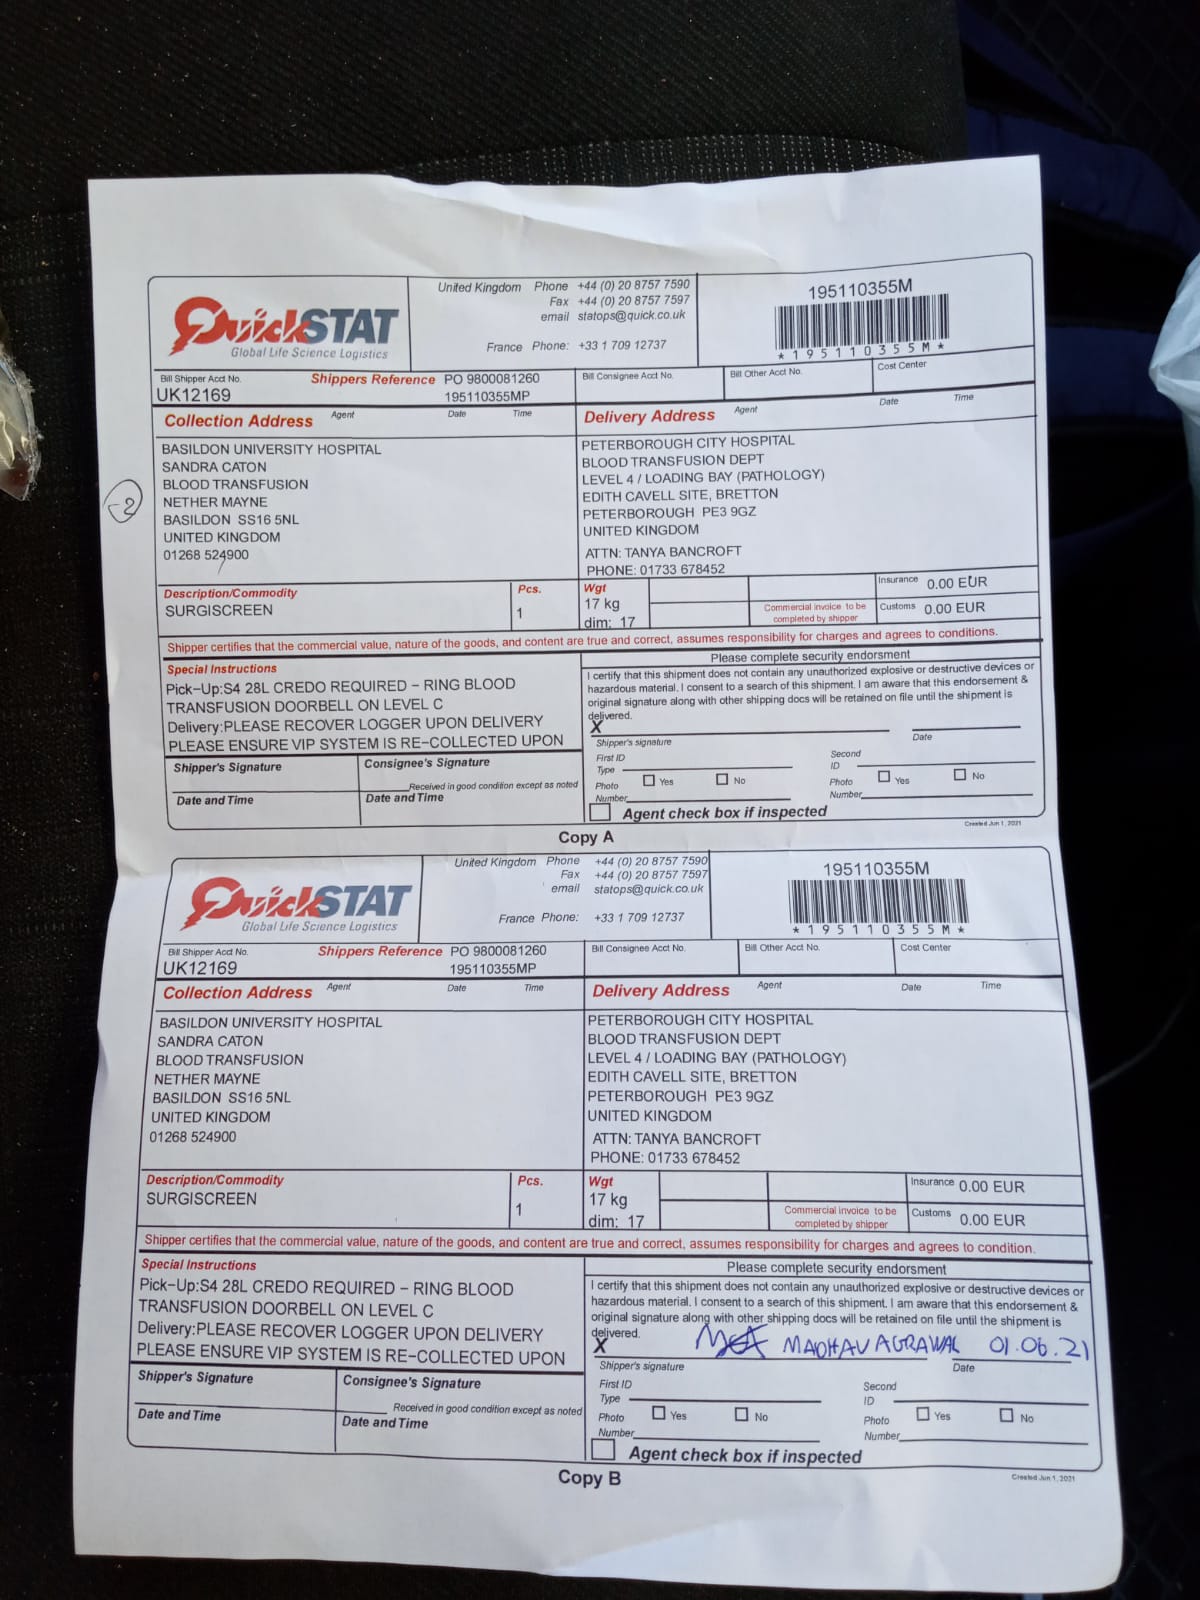 QuickSTAT
Global Life Science Logistics
United Kingdom Phone +44 (0) 20 8757 7590
Fax +44 (0) 20 8757 7597
email statops@quick.co.uk
France Phone: +33 1 709 12737
195110355M
*195110355M*
Bill Shipper Acct No.
UK12169
Shippers Reference PO 9800081260
195110355MP
Bill Consignee Acct No.
Bill Other Acct No.
Cost Center
Collection Address Agent Date Time
Delivery Address Agent Date Time
BASILDON UNIVERSITY HOSPITAL
SANDRA CATON
BLOOD TRANSFUSION
NETHER MAYNE
BASILDON SS16 5NL
UNITED KINGDOM
01268 524900
2
PETERBOROUGH CITY HOSPITAL
BLOOD TRANSFUSION DEPT
LEVEL 4 / LOADING BAY (PATHOLOGY)
EDITH CAVELL SITE, BRETTON
PETERBOROUGH PE3 9GZ
UNITED KINGDOM
ATTN: TANYA BANCROFT
PHONE: 01733 678452
Description/Commodity
SURGISCREEN
Pcs.
1
Wgt
17 kg
dim: 17
Commercial invoice to be
completed by shipper
Insurance 0.00 EUR
Customs 0.00 EUR
Shipper certifies that the commercial value, nature of the goods, and content are true and correct, assumes responsibility for charges and agrees to conditions.
Special Instructions
Pick-Up:S4 28L CREDO REQUIRED - RING BLOOD
TRANSFUSION DOORBELL ON LEVEL C
Delivery:PLEASE RECOVER LOGGER UPON DELIVERY
PLEASE ENSURE VIP SYSTEM IS RE-COLLECTED UPON
Please complete security endorsment
I certify that this shipment does not contain any unauthorized explosive or destructive devices or
hazardous material. I consent to a search of this shipment. I am aware that this endorsement &
original signature along with other shipping docs will be retained on file until the shipment is
delivered.
X
Shipper's signature Date
First ID
Type
Photo Yes No
Number
Second
ID
Photo Yes No
Number
Agent check box if inspected
Shipper's Signature
Date and Time
Consignee's Signature
Received in good condition except as noted
Date and Time
Created Jun 1, 2021
Copy A
QuickSTAT
Global Life Science Logistics
United Kingdom Phone +44 (0) 20 8757 7590
Fax +44 (0) 20 8757 7597
email statops@quick.co.uk
France Phone: +33 1 709 12737
195110355M
*195110355M*
Bill Shipper Acct No.
UK12169
Shippers Reference PO 9800081260
195110355MP
Bill Consignee Acct No.
Bill Other Acct No.
Cost Center
Collection Address Agent Date Time
Delivery Address Agent Date Time
BASILDON UNIVERSITY HOSPITAL
SANDRA CATON
BLOOD TRANSFUSION
NETHER MAYNE
BASILDON SS16 5NL
UNITED KINGDOM
01268 524900
PETERBOROUGH CITY HOSPITAL
BLOOD TRANSFUSION DEPT
LEVEL 4 / LOADING BAY (PATHOLOGY)
EDITH CAVELL SITE, BRETTON
PETERBOROUGH PE3 9GZ
UNITED KINGDOM
ATTN: TANYA BANCROFT
PHONE: 01733 678452
Description/Commodity
SURGISCREEN
Pcs.
1
Wgt
17 kg
dim: 17
Commercial invoice to be
completed by shipper
Insurance 0.00 EUR
Customs 0.00 EUR
Shipper certifies that the commercial value, nature of the goods, and content are true and correct, assumes responsibility for charges and agrees to condition.
Special Instructions
Pick-Up:S4 28L CREDO REQUIRED - RING BLOOD
TRANSFUSION DOORBELL ON LEVEL C
Delivery:PLEASE RECOVER LOGGER UPON DELIVERY
PLEASE ENSURE VIP SYSTEM IS RE-COLLECTED UPON
Please complete security endorsment
I certify that this shipment does not contain any unauthorized explosive or destructive devices or
hazardous material. I consent to a search of this shipment. I am aware that this endorsement &
original signature along with other shipping docs will be retained on file until the shipment is
delivered.
X MADHAV AGRAWAL 01.06.21
Shipper's signature Date
First ID
Type
Photo Yes No
Number
Second
ID
Photo Yes No
Number
Agent check box if inspected
Shipper's Signature
Date and Time
Consignee's Signature
Received in good condition except as noted
Date and Time
Created Jun 1, 2021
Copy B